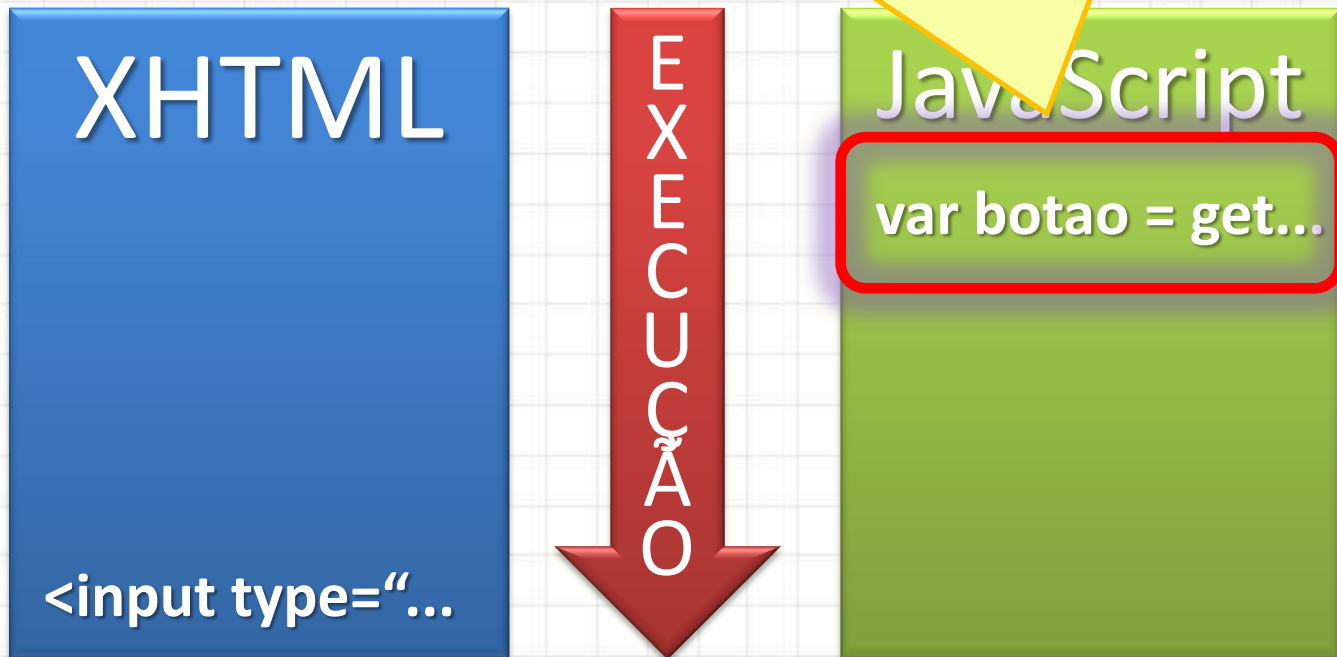 XHTML
<input type=“...
EXECUÇÃO
JavaScript
var botao = get...